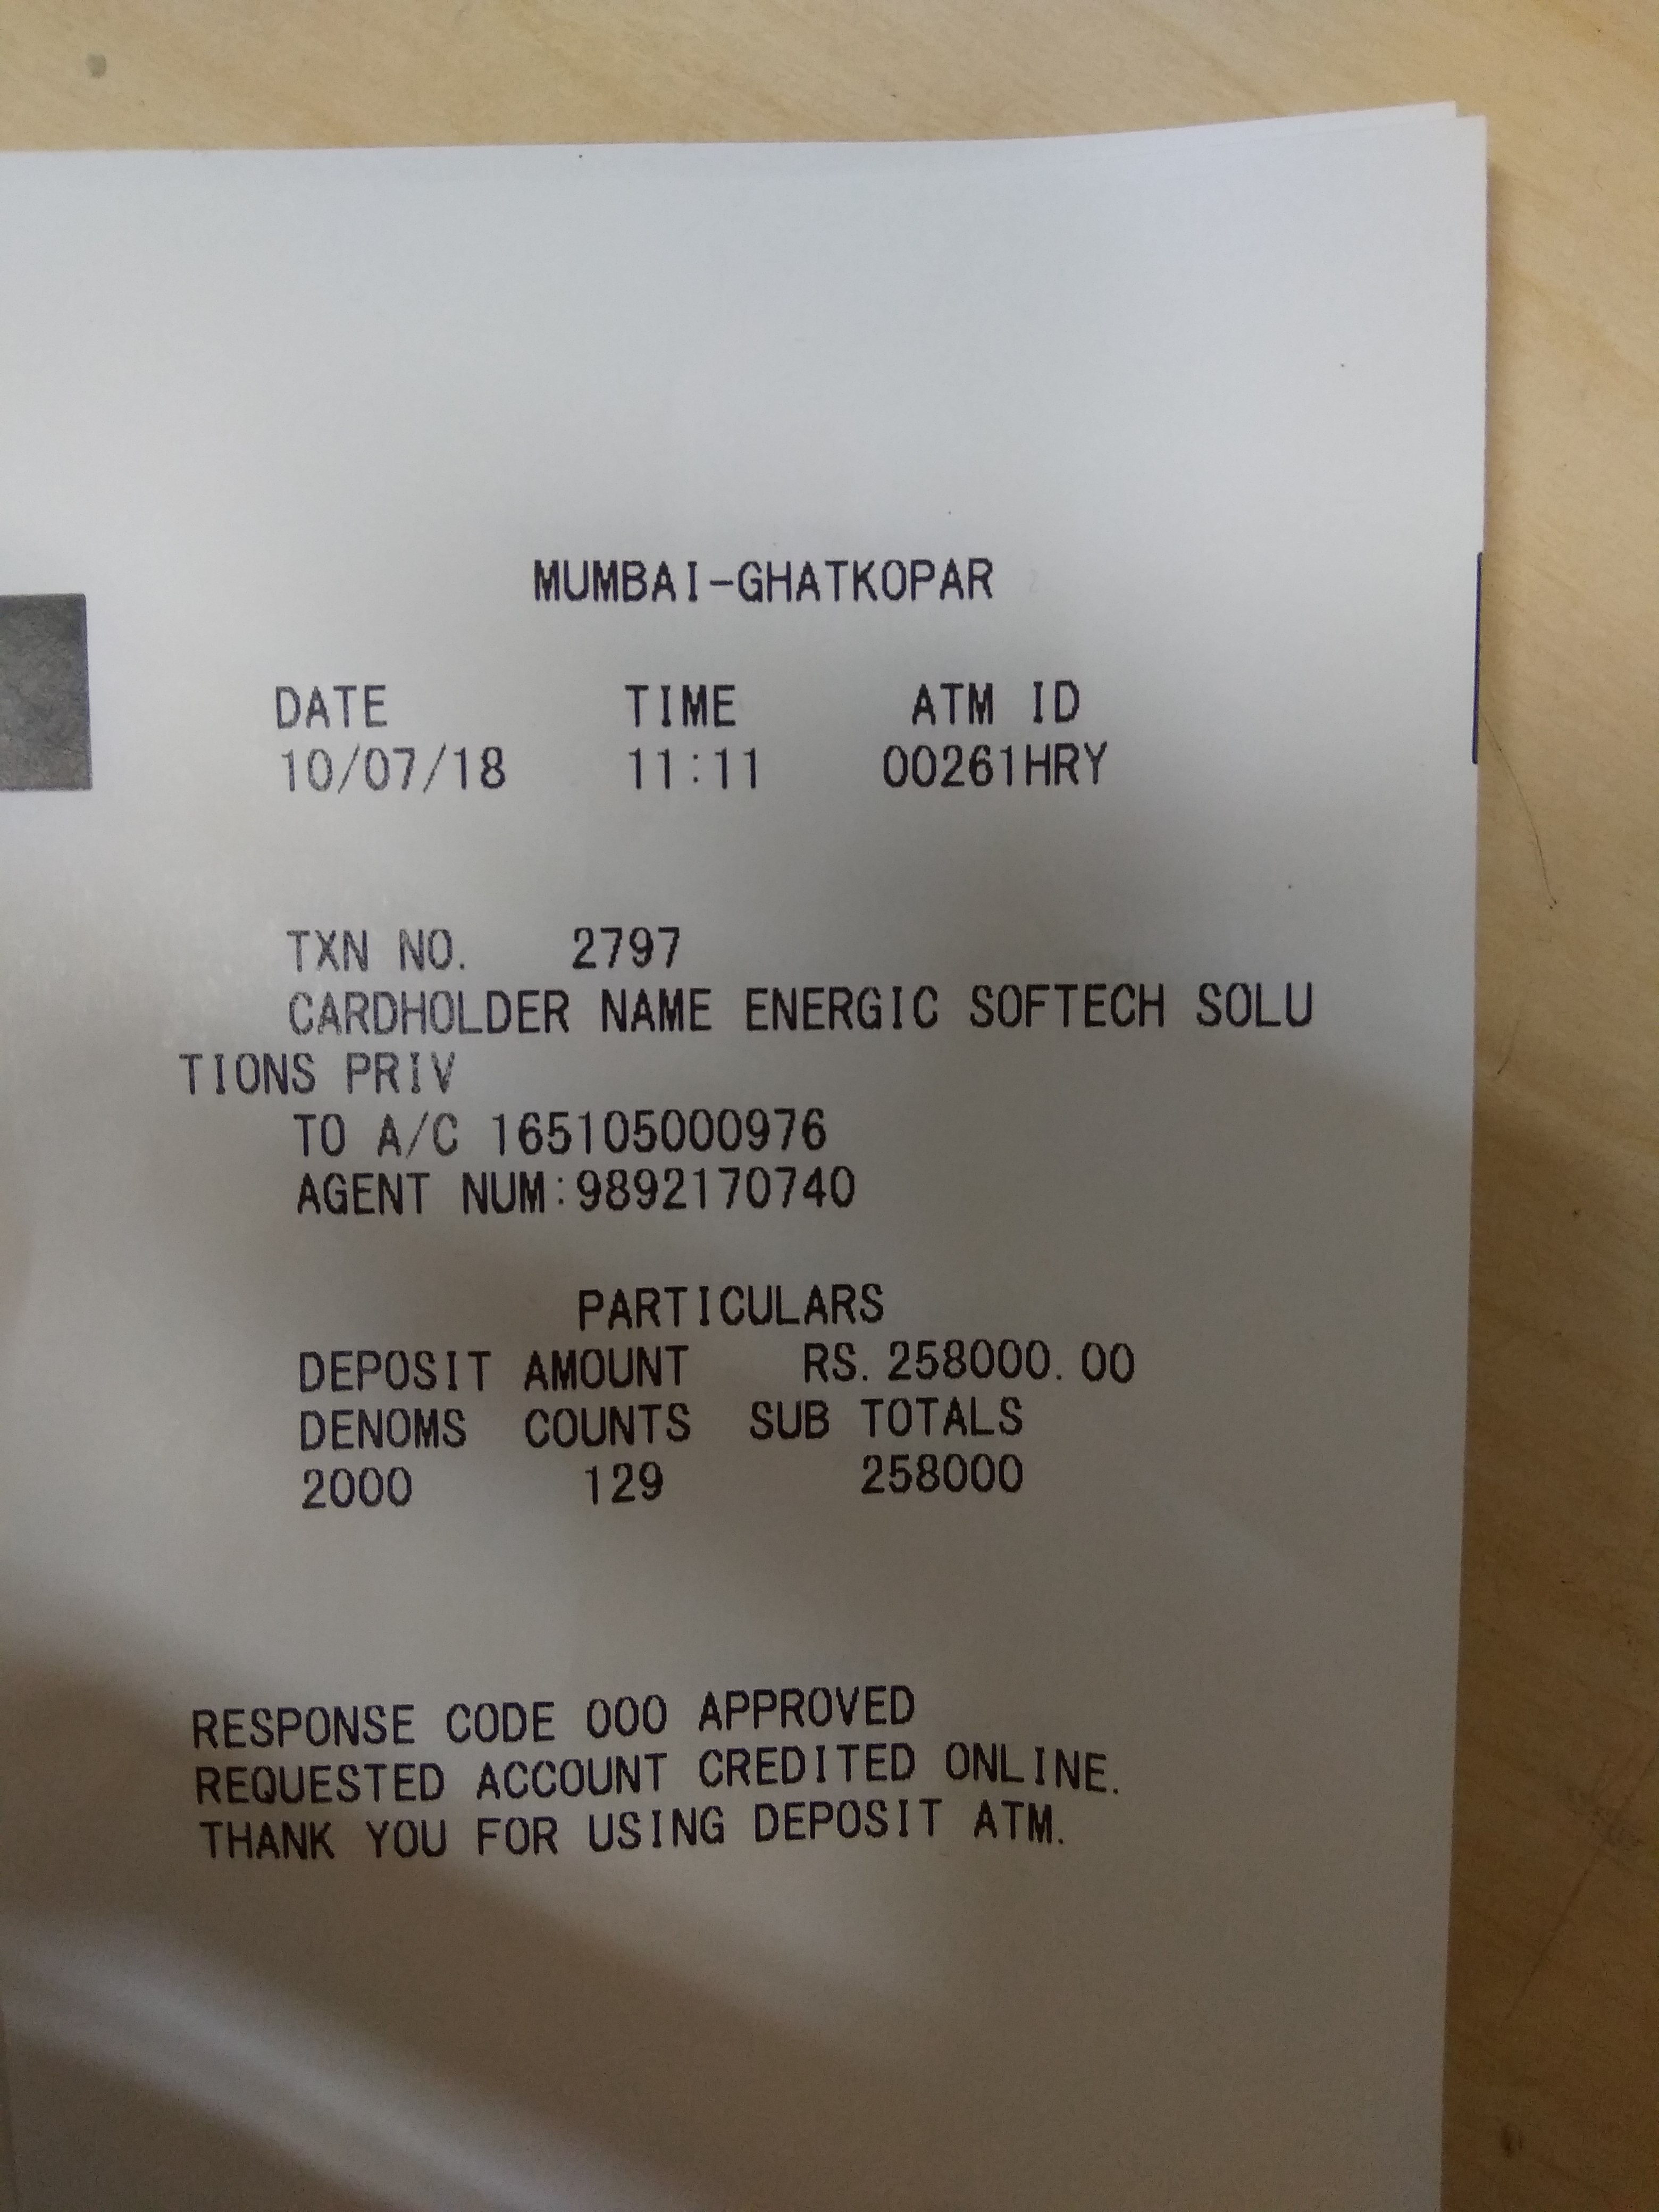 MUMBAI-GHATKOPAR
DATE TIME ATM ID
10/07/18 11:11 00261HRY
TXN NO. 2797
CARDHOLDER NAME ENERGIC SOFTECH SOLU
TIONS PRIV
TO A/C 165105000976
AGENT NUM:9892170740
PARTICULARS
DEPOSIT AMOUNT RS.258000.00
DENOMS COUNTS SUB TOTALS
2000 129 258000
RESPONSE CODE 000 APPROVED
REQUESTED ACCOUNT CREDITED ONLINE.
THANK YOU FOR USING DEPOSIT ATM.